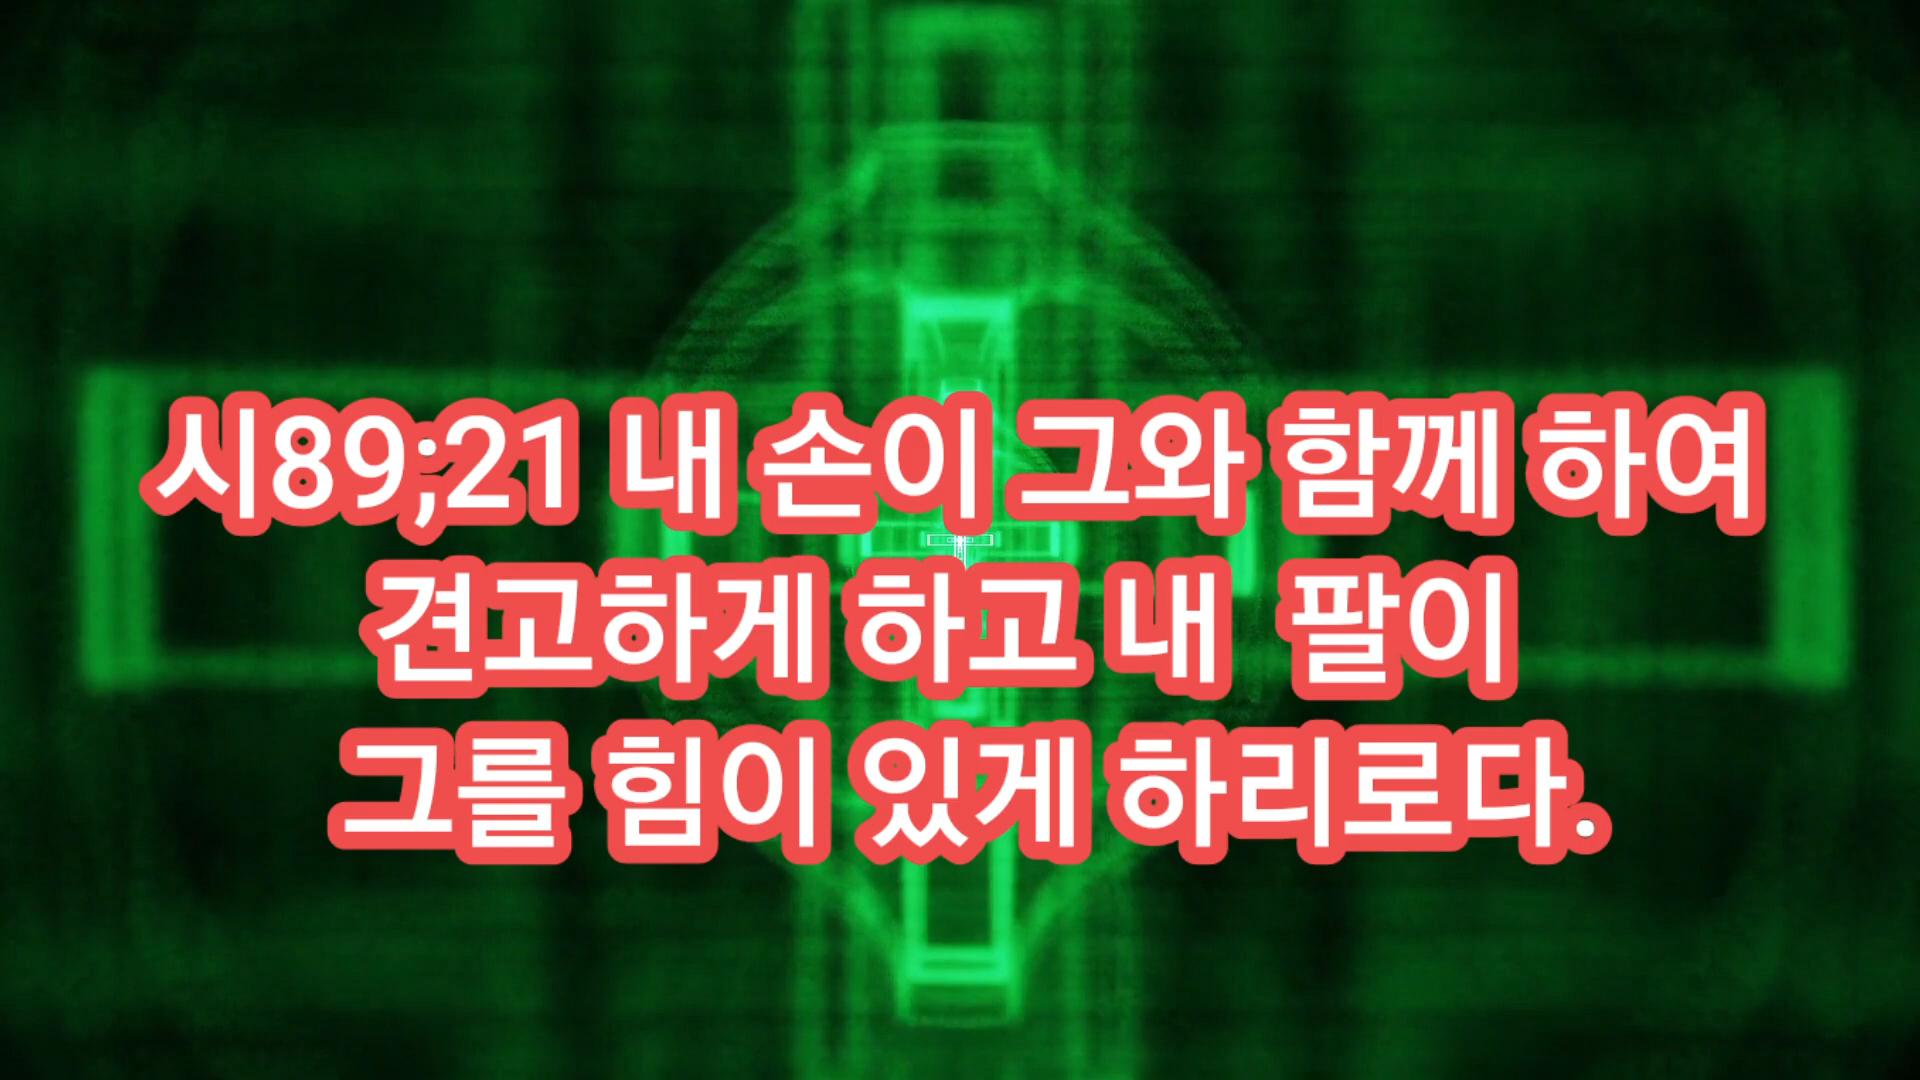 시89;21 내 손이 그와 함께 하여
견고하게 하고 내  팔이
그를 힘이 있게 하리로다.